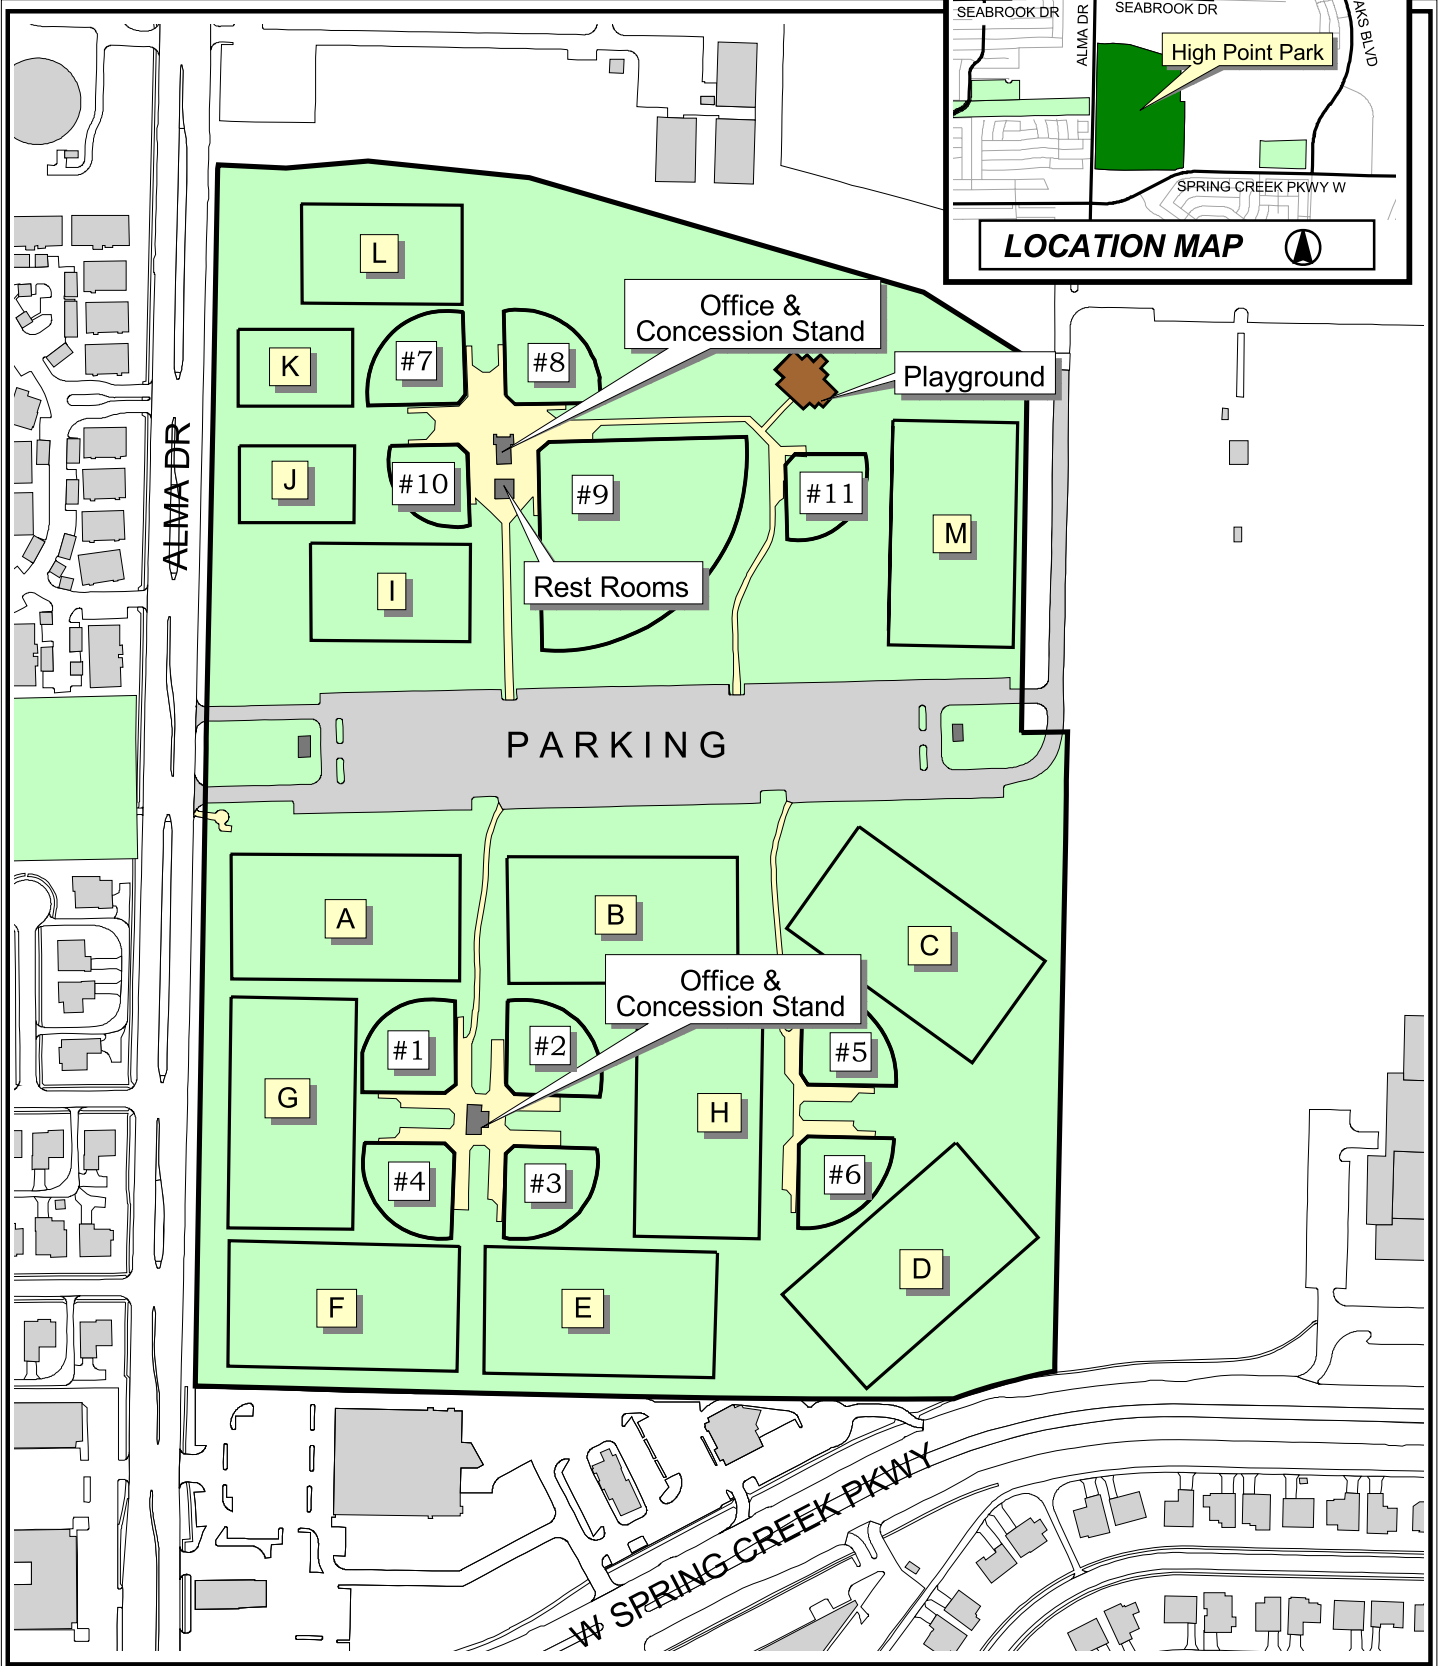 SEABROOK DR
ALMA DR
SEABROOK DR
AKS BLVD
High Point Park
SPRING CREEK PKWY W
LOCATION MAP
L
Office &
Concession Stand
K
#7
#8
Playground
ALMA DR
J
#10
#9
#11
M
I
Rest Rooms
PARKING
A
B
C
Office &
Concession Stand
#1
#2
#5
G
H
#4
#3
#6
F
E
D
W SPRING CREEK PKWY